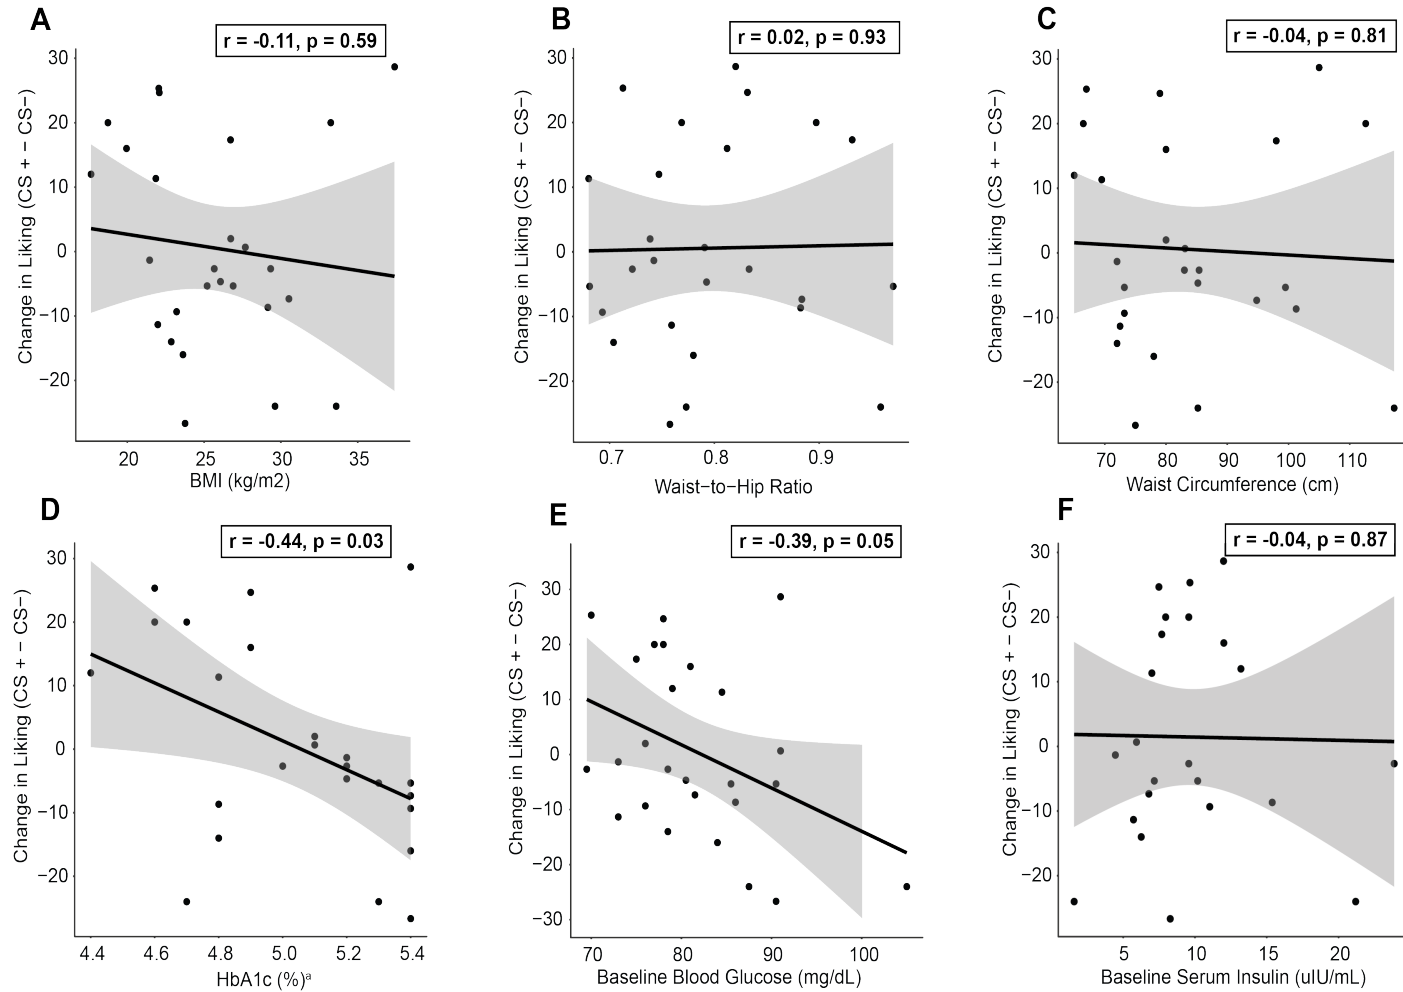 A
r = -0.11, p = 0.59
30
20
10
0
−10
−20
Change in Liking (CS + − CS−)
20 25 30 35
BMI (kg/m2)
B
r = 0.02, p = 0.93
30
20
10
0
−10
−20
Change in Liking (CS + − CS−)
0.7 0.8 0.9
Waist−to−Hip Ratio
C
r = -0.04, p = 0.81
30
20
10
0
−10
−20
Change in Liking (CS + − CS−)
70 80 90 100 110
Waist Circumference (cm)
D
r = -0.44, p = 0.03
30
20
10
0
−10
−20
Change in Liking (CS + − CS−)
4.4 4.6 4.8 5.0 5.2 5.4
HbA1c (%)ª
E
r = -0.39, p = 0.05
30
20
10
0
−10
−20
−30
Change in Liking (CS + − CS−)
70 80 90 100
Baseline Blood Glucose (mg/dL)
F
r = -0.04, p = 0.87
30
20
10
0
−10
−20
Change in Liking (CS + − CS−)
5 10 15 20
Baseline Serum Insulin (uIU/mL)